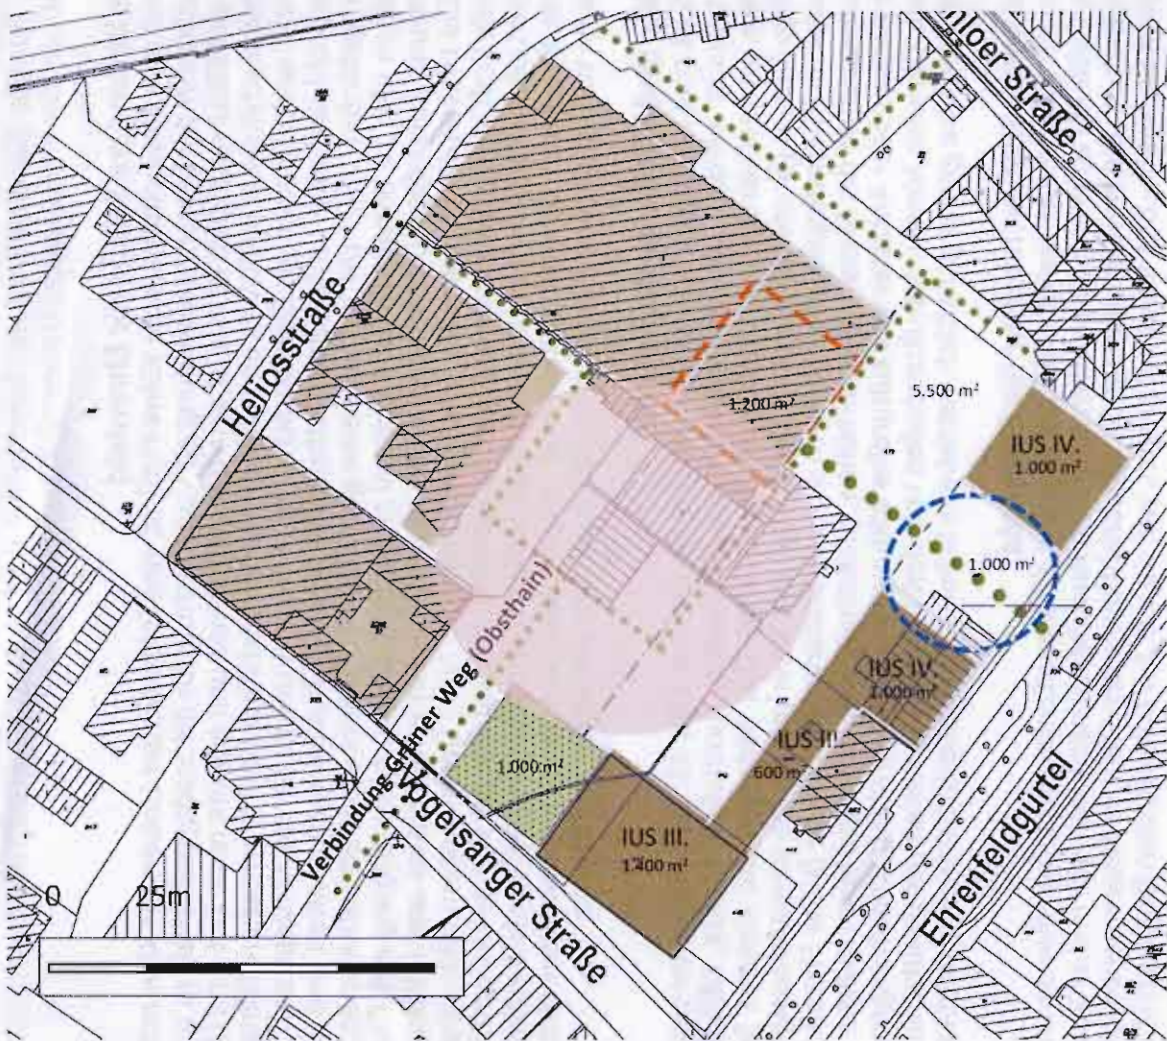 hloer Straße
Heliosstraße
5.500 m²
1.200 m²
IUS IV.
1.000 m²
1.000 m²
IUS IV.
1.000 m²
IUS III.
600 m²
Verbindung Grüner Weg (Obsthain)
1.000 m²
IUS III.
1.400 m²
Vogelsanger Straße
Ehrenfeldgürtel
0 25m